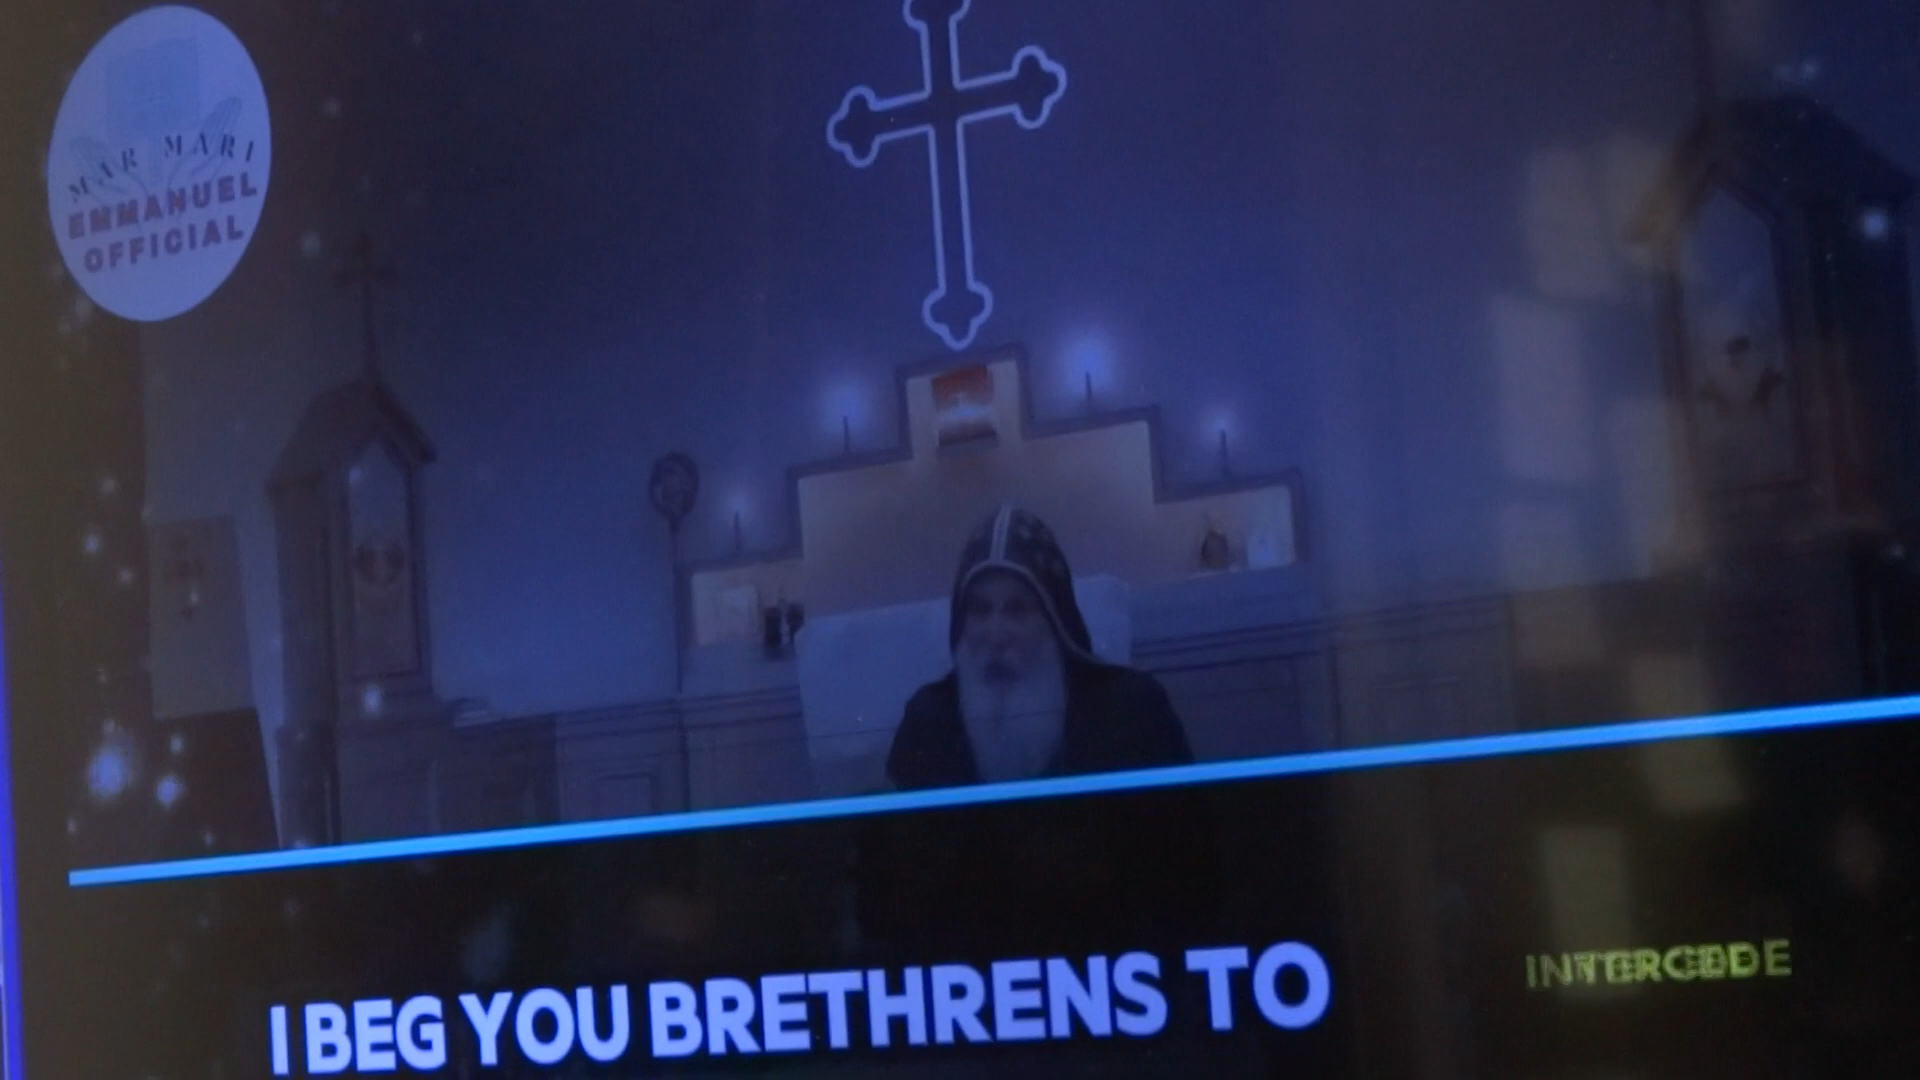 MAR MARI
EMMANUEL
OFFICIAL
I BEG YOU BRETHRENS TO
INTERCEDE